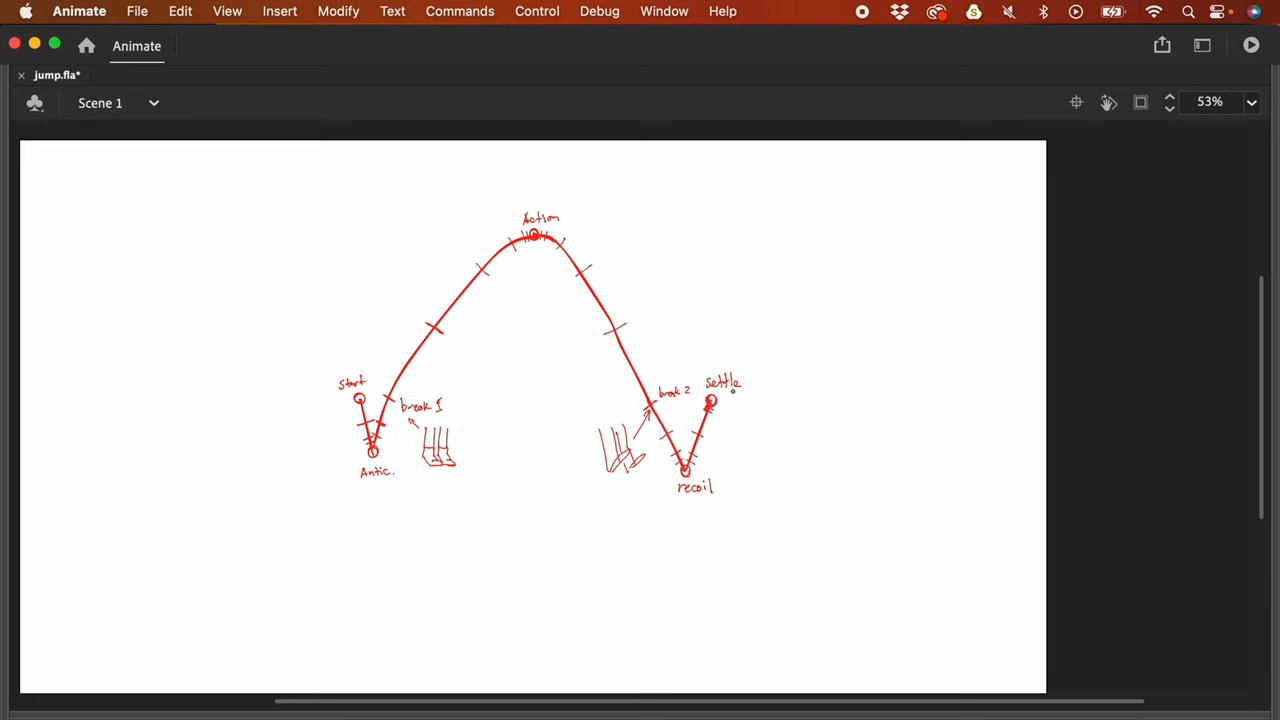 Animate File Edit View Insert Modify Text Commands Control Debug Window Help
Animate
jump.fla*
Scene 1
53%
Action
Start
settle
break 2
break 1
Antic.
recoil